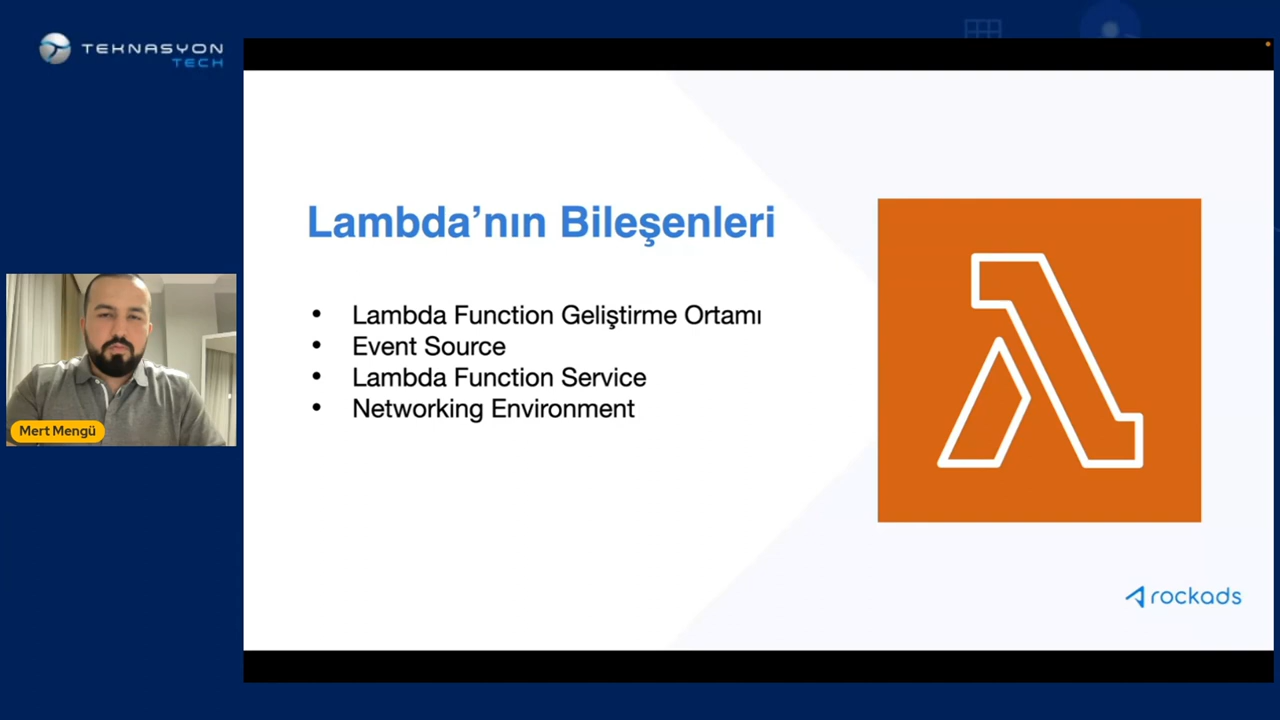 TEKNASYON
TECH
Lambda’nın Bileşenleri
• Lambda Function Geliştirme Ortamı
• Event Source
• Lambda Function Service
• Networking Environment
Mert Mengü
rockads